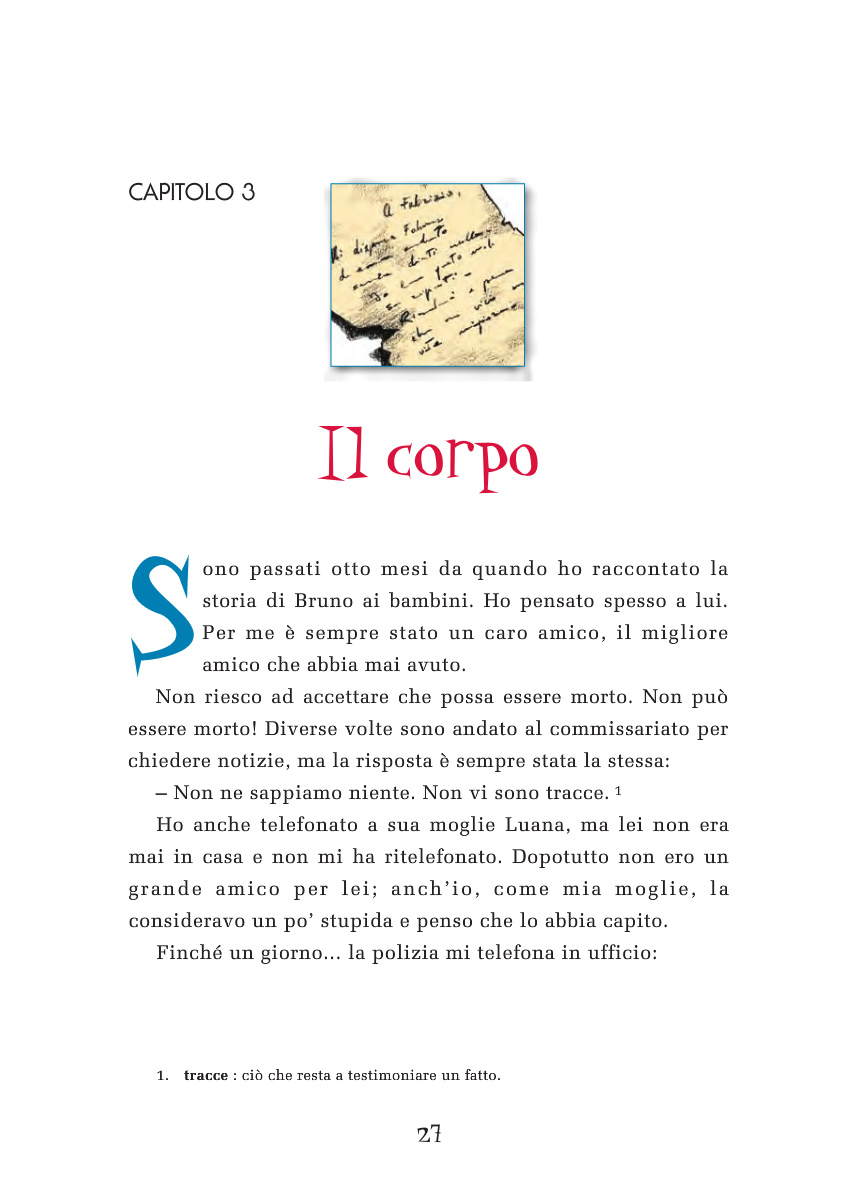 CAPITOLO 3
A Fabrizio,
Il corpo
Sono passati otto mesi da quando ho raccontato la
storia di Bruno ai bambini. Ho pensato spesso a lui.
Per me è sempre stato un caro amico, il migliore
amico che abbia mai avuto.
Non riesco ad accettare che possa essere morto. Non può
essere morto! Diverse volte sono andato al commissariato per
chiedere notizie, ma la risposta è sempre stata la stessa:
– Non ne sappiamo niente. Non vi sono tracce. 1
Ho anche telefonato a sua moglie Luana, ma lei non era
mai in casa e non mi ha ritelefonato. Dopotutto non ero un
grande amico per lei; anch’io, come mia moglie, la
consideravo un po’ stupida e penso che lo abbia capito.
Finché un giorno... la polizia mi telefona in ufficio:
1. tracce : ciò che resta a testimoniare un fatto.
27